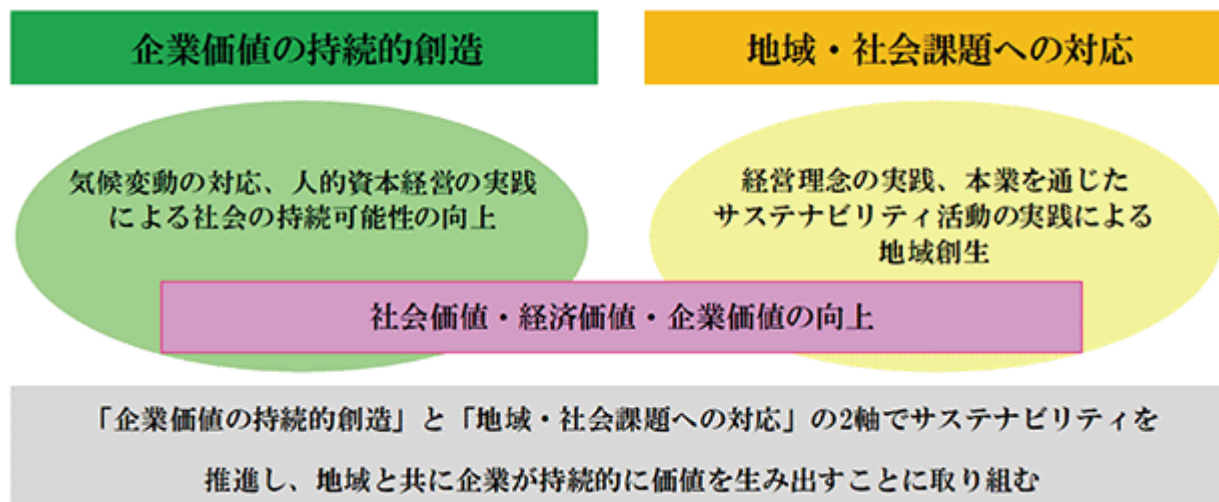 企業価値の持続的創造
地域・社会課題への対応
気候変動の対応、人的資本経営の実践
による社会の持続可能性の向上
経営理念の実践、本業を通じた
サステナビリティ活動の実践による
地域創生
社会価値・経済価値・企業価値の向上
「企業価値の持続的創造」と「地域・社会課題への対応」の2軸でサステナビリティを
推進し、地域と共に企業が持続的に価値を生み出すことに取り組む